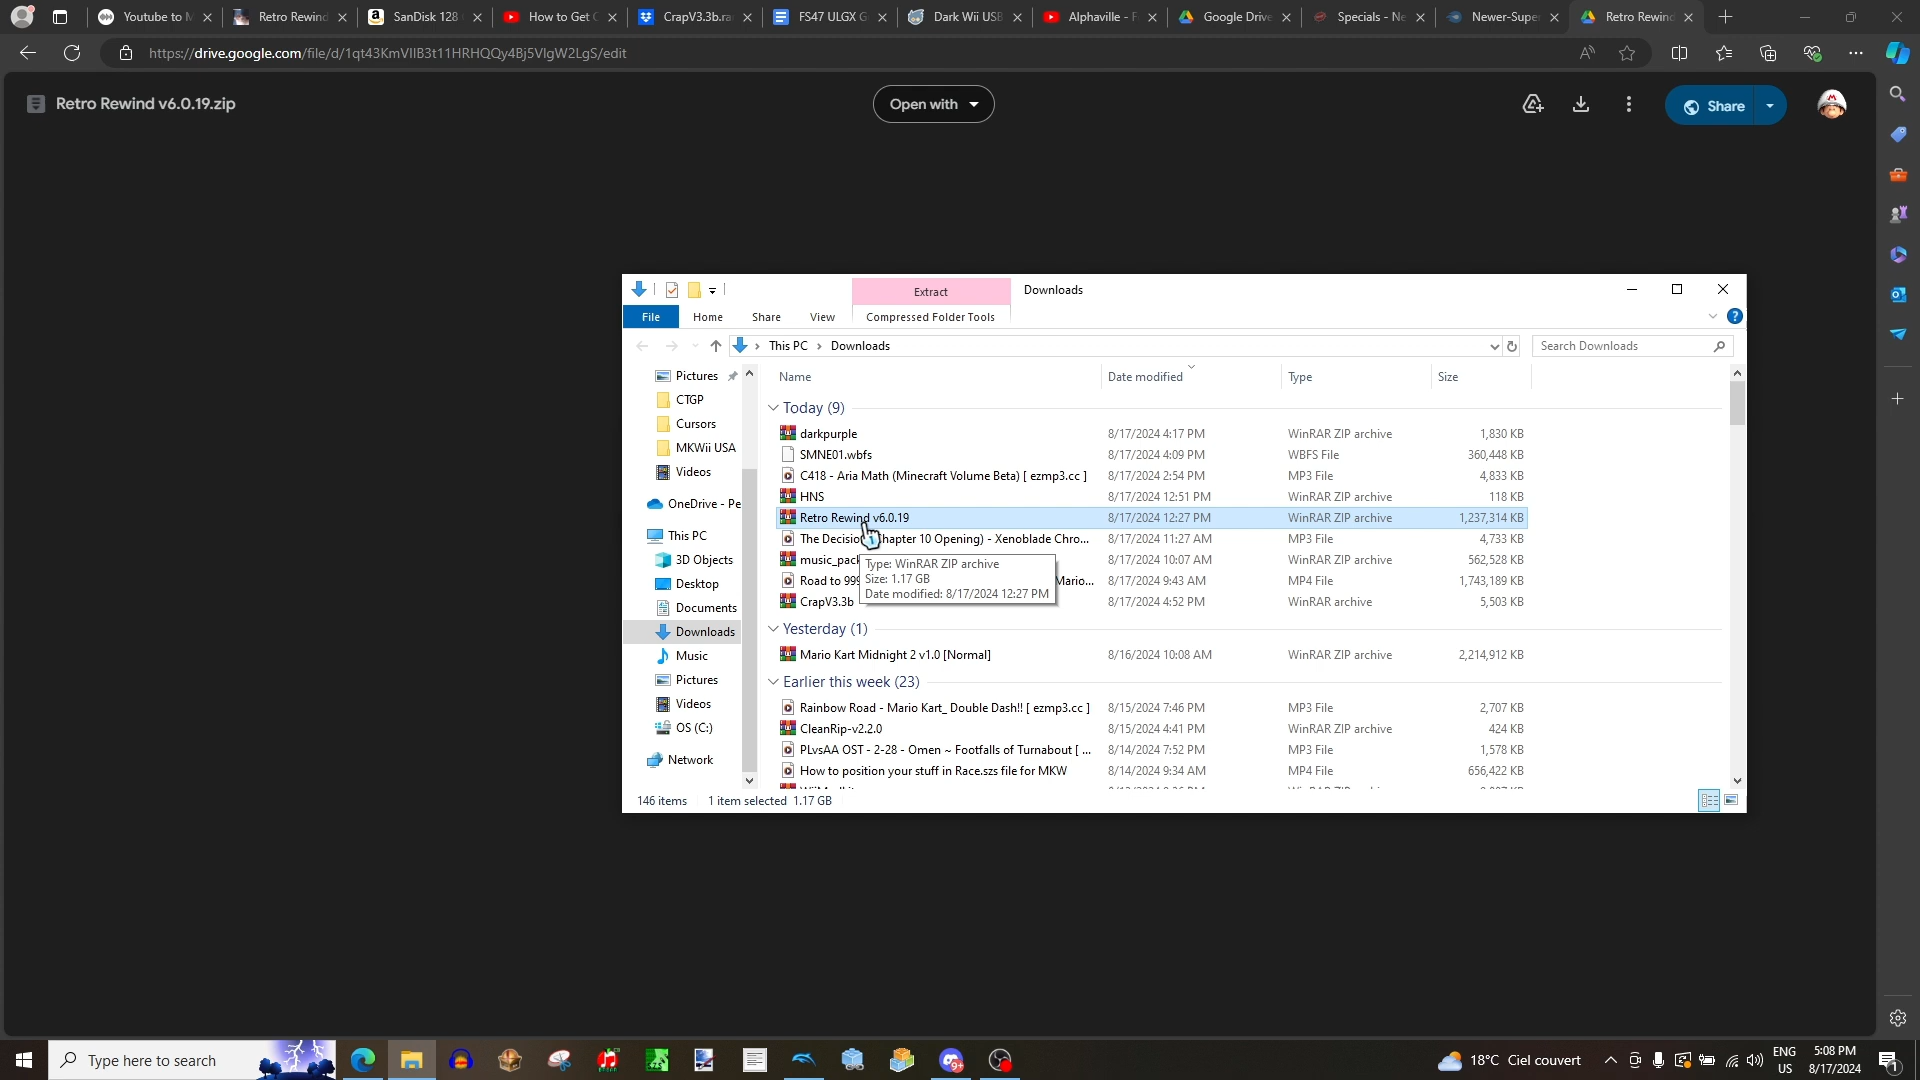 Youtube to M
Retro Rewind
SanDisk 128
How to Get C
CrapV3.3b.ra
FS47 ULGX G
Dark Wii USB
Alphaville - F
Google Drive
Specials - Ne
Newer-Supe
Retro Rewind
https://drive.google.com/file/d/1qt43KmVIlB3t11HRHQQy4Bj5VlgW2LgS/edit
Retro Rewind v6.0.19.zip
Open with
Share
Extract
Downloads
File
Home
Share
View
Compressed Folder Tools
This PC > Downloads
Search Downloads
Pictures
CTGP
Cursors
MKWii USA
Videos
OneDrive - Pe
This PC
3D Objects
Desktop
Documents
Downloads
Music
Pictures
Videos
OS (C:)
Network
Name
Date modified
Type
Size
Today (9)
darkpurple 8/17/2024 4:17 PM WinRAR ZIP archive 1,830 KB
SMNE01.wbfs 8/17/2024 4:09 PM WBFS File 360,448 KB
C418 - Aria Math (Minecraft Volume Beta) [ ezmp3.cc ] 8/17/2024 2:54 PM MP3 File 4,833 KB
HNS 8/17/2024 12:51 PM WinRAR ZIP archive 118 KB
Retro Rewind v6.0.19 8/17/2024 12:27 PM WinRAR ZIP archive 1,237,314 KB
The Decision (Chapter 10 Opening) - Xenoblade Chro... 8/17/2024 11:27 AM MP3 File 4,733 KB
music_pack 8/17/2024 10:07 AM WinRAR ZIP archive 562,528 KB
Road to 999 Mario... 8/17/2024 9:43 AM MP4 File 1,743,189 KB
CrapV3.3b 8/17/2024 4:52 PM WinRAR archive 5,503 KB
Type: WinRAR ZIP archive
Size: 1.17 GB
Date modified: 8/17/2024 12:27 PM
Yesterday (1)
Mario Kart Midnight 2 v1.0 [Normal] 8/16/2024 10:08 AM WinRAR ZIP archive 2,214,912 KB
Earlier this week (23)
Rainbow Road - Mario Kart_ Double Dash!! [ ezmp3.cc ] 8/15/2024 7:46 PM MP3 File 2,707 KB
CleanRip-v2.2.0 8/15/2024 4:41 PM WinRAR ZIP archive 424 KB
PLvsAA OST - 2-28 - Omen ~ Footfalls of Turnabout [ ... 8/14/2024 7:52 PM MP3 File 1,578 KB
How to position your stuff in Race.szs file for MKW 8/14/2024 9:34 AM MP4 File 656,422 KB
146 items
1 item selected 1.17 GB
Type here to search
9+
18°C Ciel couvert
ENG
US
5:08 PM
8/17/2024
1